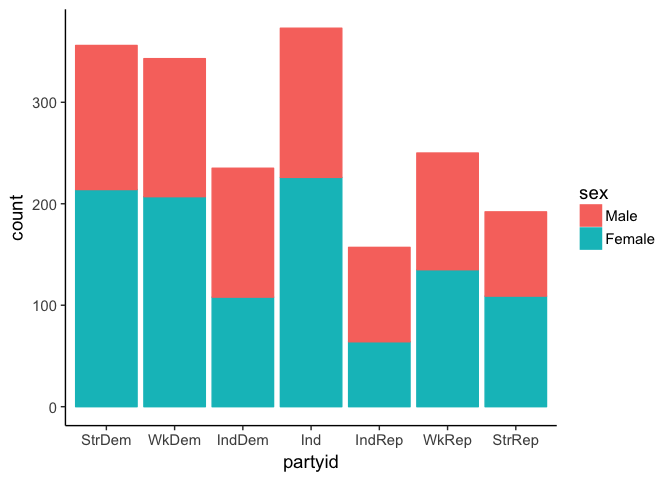 300
200
100
0
count
StrDem WkDem IndDem Ind IndRep WkRep StrRep
partyid
sex
Male
Female